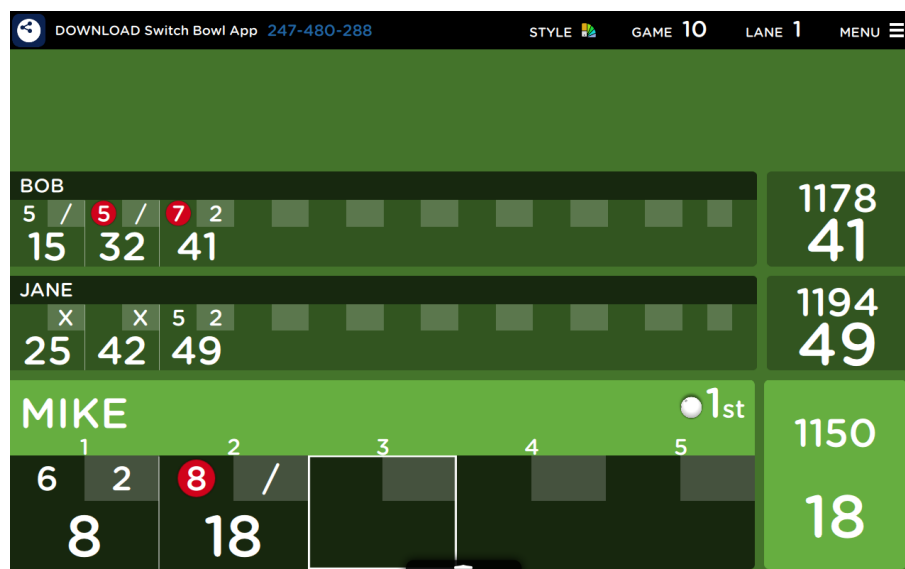 DOWNLOAD Switch Bowl App 247-480-288 STYLE GAME 10 LANE 1 MENU
BOB
5 / 5 / 7 2
15 32 41
1178
41
JANE
X X 5 2
25 42 49
1194
49
MIKE
1st
1 2 3 4 5
6 2 8 /
8 18
1150
18